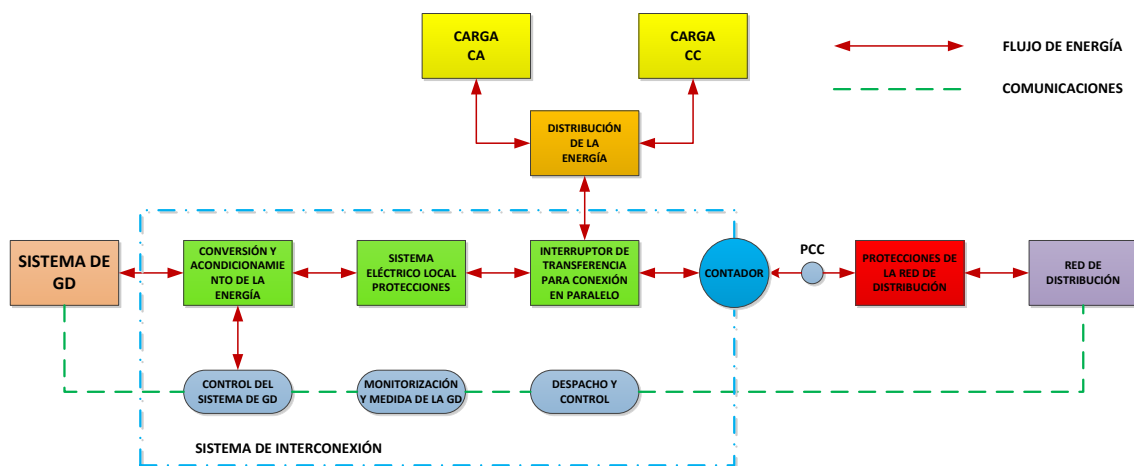 CARGA
CA
CARGA
CC
FLUJO DE ENERGÍA
COMUNICACIONES
DISTRIBUCIÓN
DE LA
ENERGÍA
SISTEMA DE
GD
CONVERSIÓN Y
ACONDICIONAMIE
NTO DE LA
ENERGÍA
SISTEMA
ELÉCTRICO LOCAL
PROTECCIONES
INTERRUPTOR DE
TRANSFERENCIA
PARA CONEXIÓN
EN PARALELO
CONTADOR
PCC
PROTECCIONES DE
LA RED DE
DISTRIBUCIÓN
RED DE
DISTRIBUCIÓN
CONTROL DEL
SISTEMA DE GD
MONITORIZACIÓN
Y MEDIDA DE LA GD
DESPACHO Y
CONTROL
SISTEMA DE INTERCONEXIÓN